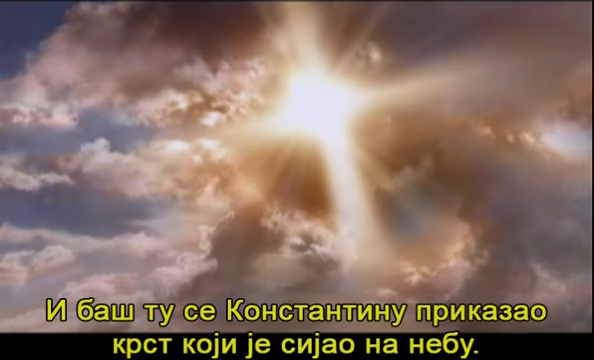 И баш ту се Константину приказао
крст који је сијао на небу.